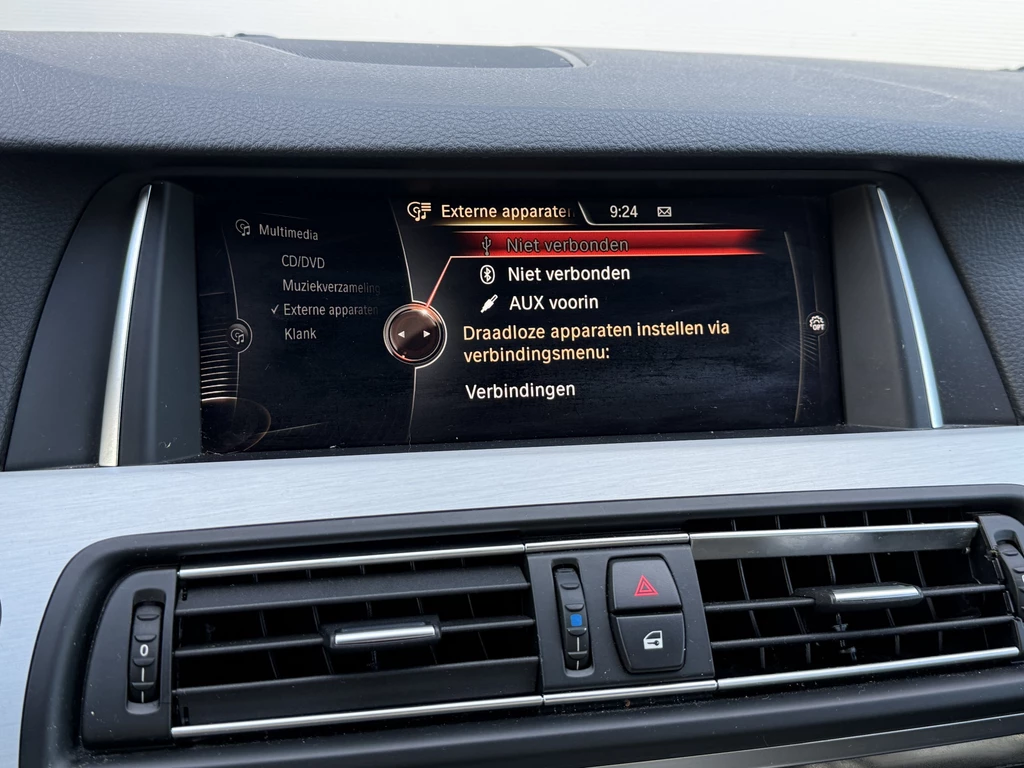 Multimedia
CD/DVD
Muziekverzameling
Externe apparaten
Klank
Externe apparaten
9:24
Niet verbonden
Niet verbonden
AUX voorin
Draadloze apparaten instellen via
verbindingsmenu:
Verbindingen
OPT
0